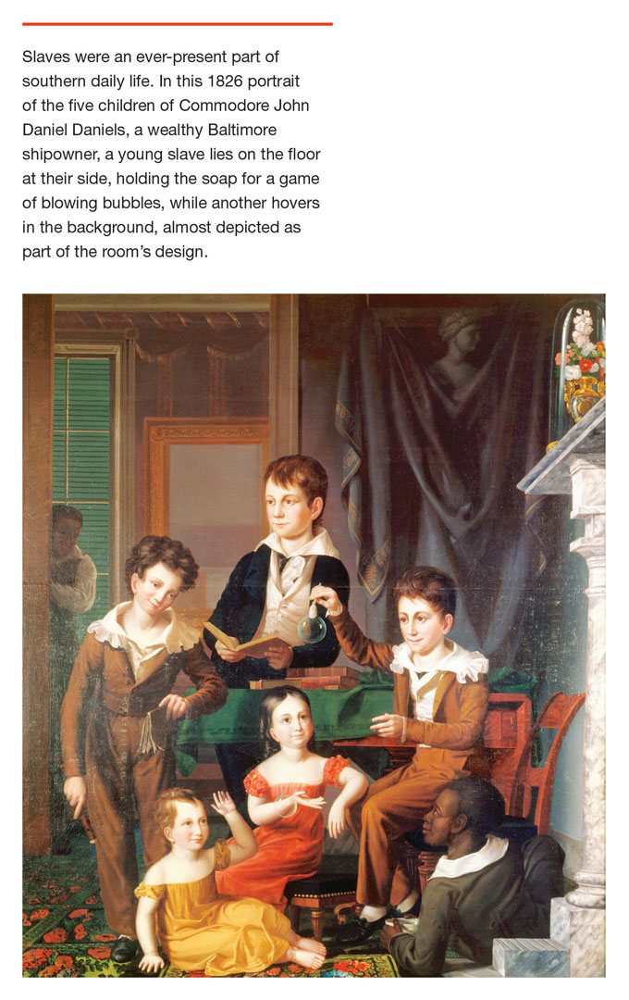 Slaves were an ever-present part of
southern daily life. In this 1826 portrait
of the five children of Commodore John
Daniel Daniels, a wealthy Baltimore
shipowner, a young slave lies on the floor
at their side, holding the soap for a game
of blowing bubbles, while another hovers
in the background, almost depicted as
part of the room’s design.